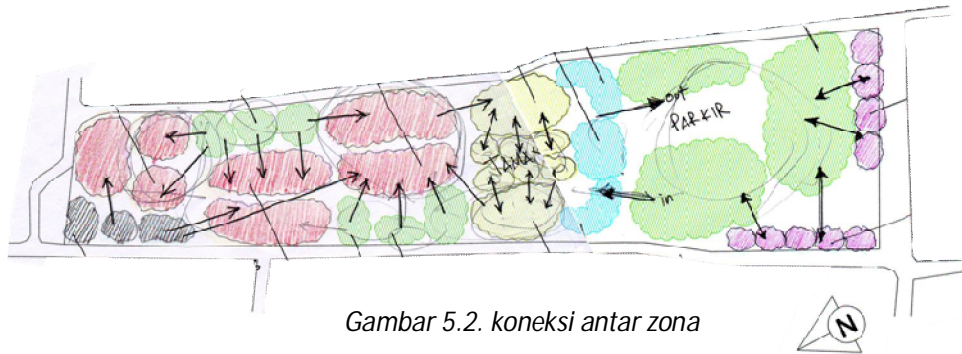 out
PARKIR
TAMAN
in
Gambar 5.2. koneksi antar zona
N